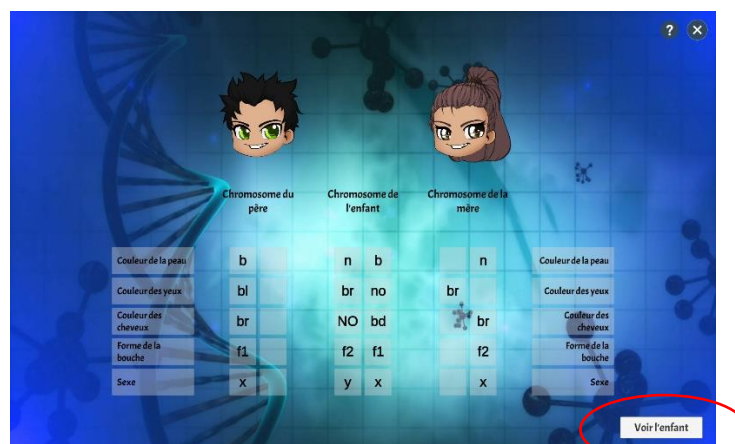 ?
Chromosome du
père
Chromosome de
l'enfant
Chromosome de la
mère
Couleur de la peau b n b n Couleur de la peau
Couleur des yeux bl br no br Couleur des yeux
Couleur des
cheveux
br NO bd br
Couleur des
cheveux
Forme de la
bouche
f1 f2 f1 f2
Forme de la
bouche
Sexe x y x x Sexe
Voir l'enfant